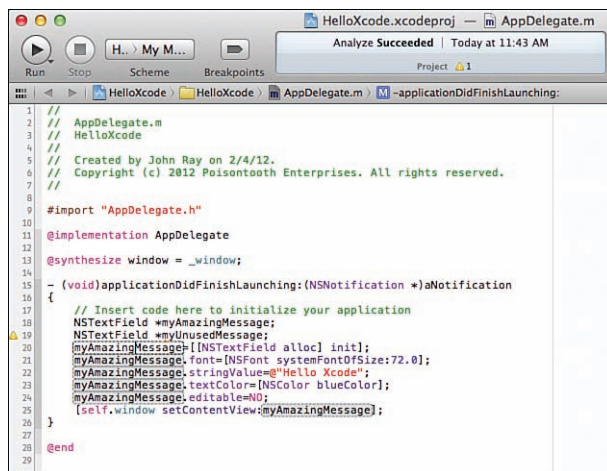 HelloXcode.xcodeproj — m AppDelegate.m
H.. › My M...
Analyze Succeeded | Today at 11:43 AM
Project 1
Run Stop Scheme Breakpoints
HelloXcode › HelloXcode › m AppDelegate.m › M -applicationDidFinishLaunching:
1 //
2 // AppDelegate.m
3 // HelloXcode
4 //
5 // Created by John Ray on 2/4/12.
6 // Copyright (c) 2012 Poisontooth Enterprises. All rights reserved.
7 //
8
9 #import "AppDelegate.h"
10
11 @implementation AppDelegate
12
13 @synthesize window = _window;
14
15 - (void)applicationDidFinishLaunching:(NSNotification *)aNotification
16 {
17 // Insert code here to initialize your application
18 NSTextField *myAmazingMessage;
19 NSTextField *myUnusedMessage;
20 myAmazingMessage=[[NSTextField alloc] init];
21 myAmazingMessage.font=[NSFont systemFontOfSize:72.0];
22 myAmazingMessage.stringValue=@"Hello Xcode";
23 myAmazingMessage.textColor=[NSColor blueColor];
24 myAmazingMessage.editable=NO;
25 [self.window setContentView:myAmazingMessage];
26 }
27
28 @end
29